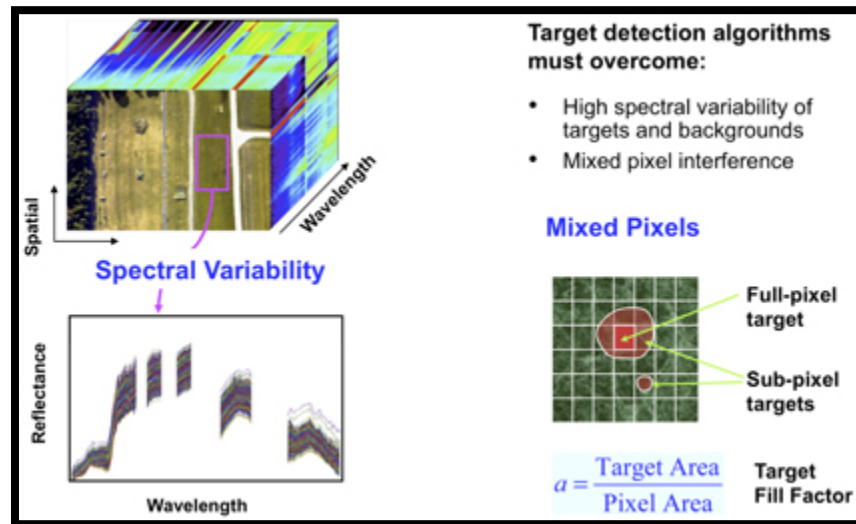 Spatial
Wavelength
Spectral Variability
Reflectance
Wavelength
Target detection algorithms
must overcome:
• High spectral variability of
targets and backgrounds
• Mixed pixel interference
Mixed Pixels
Full-pixel
target
Sub-pixel
targets
a = Target Area / Pixel Area
Target
Fill Factor